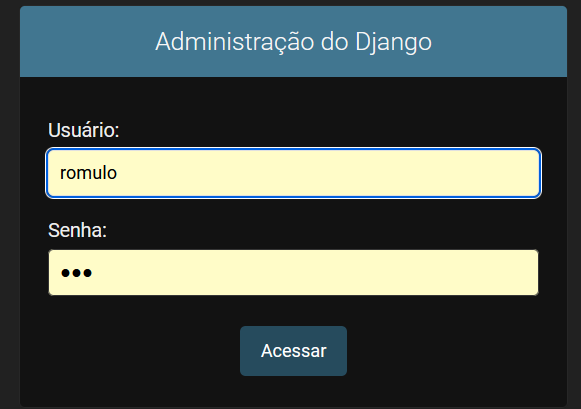 Administração do Django
Usuário:
romulo
Senha:
•••
Acessar